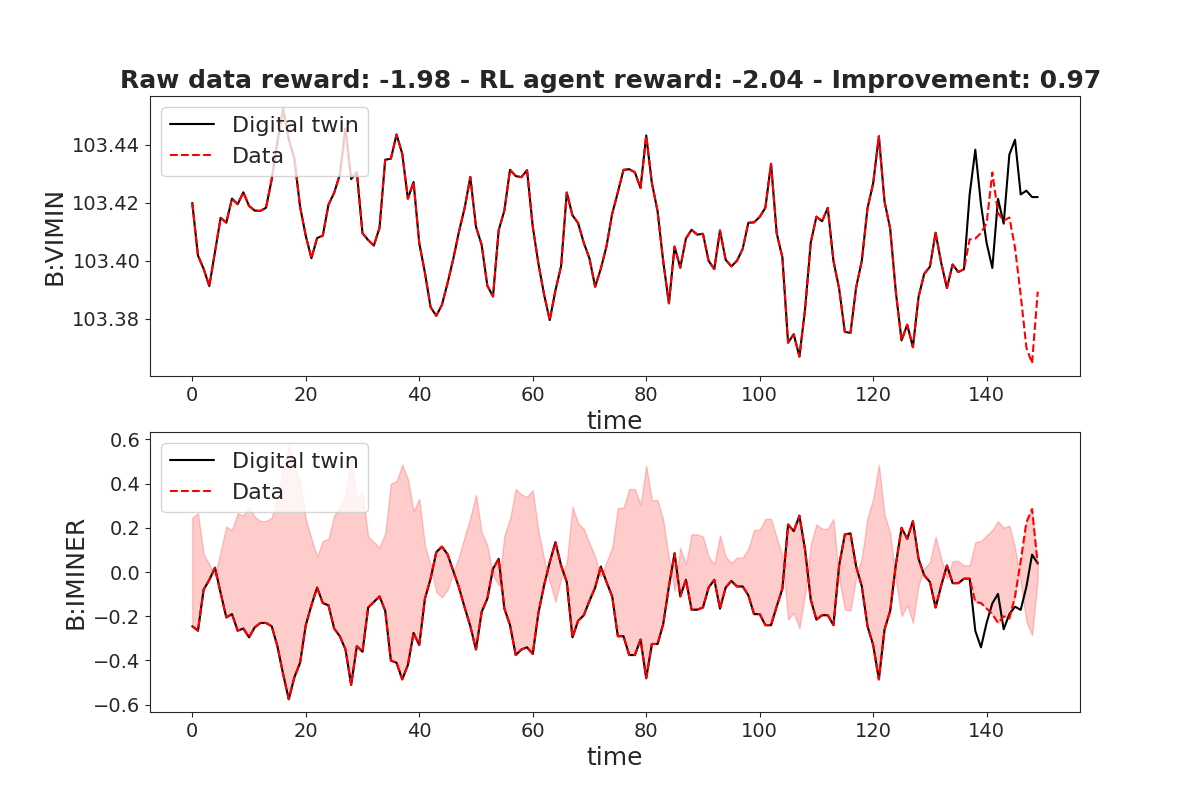 Raw data reward: -1.98 - RL agent reward: -2.04 - Improvement: 0.97
Digital twin
Data
103.44
103.42
103.40
103.38
B:VIMIN
0 20 40 60 80 100 120 140
time
Digital twin
Data
0.6
0.4
0.2
0.0
−0.2
−0.4
−0.6
B:IMINER
0 20 40 60 80 100 120 140
time